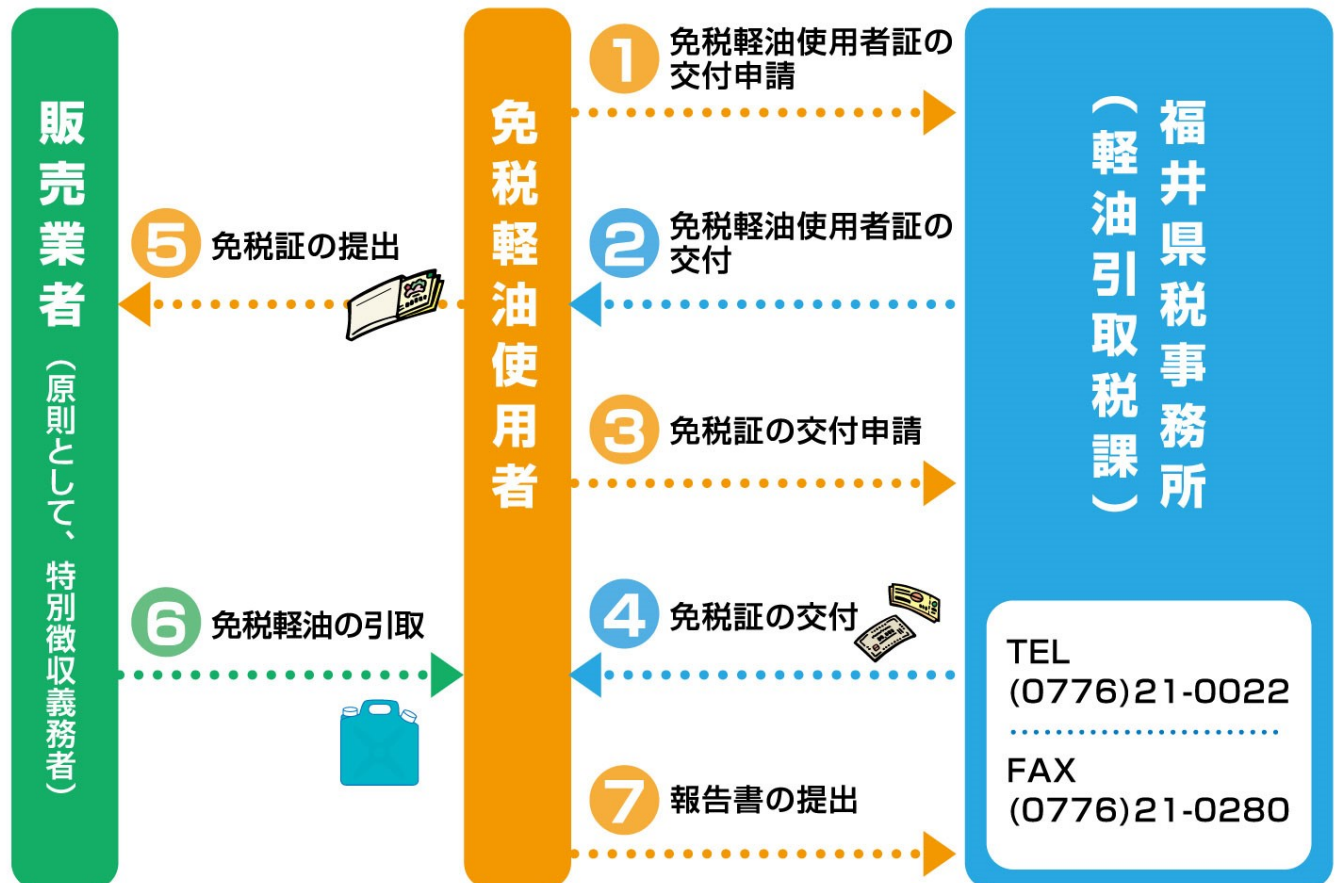 販売業者
（原則として、特別徴収義務者）
免税軽油使用者
1
免税軽油使用者証の
交付申請
2
免税軽油使用者証の
交付
3
免税証の交付申請
4
免税証の交付
5
免税証の提出
6
免税軽油の引取
7
報告書の提出
福井県税事務所
（軽油引取税課）
TEL
(0776)21-0022
FAX
(0776)21-0280